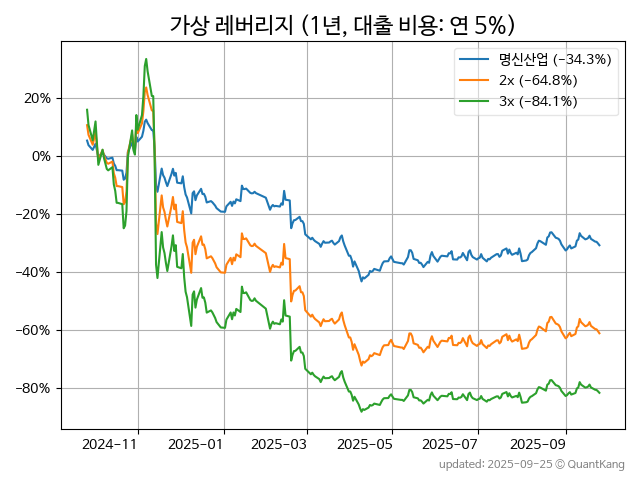 가상 레버리지 (1년, 대출 비용: 연 5%)
명신산업 (−34.3%)
2x (−64.8%)
3x (−84.1%)
20%
0%
−20%
−40%
−60%
−80%
2024−11 2025−01 2025−03 2025−05 2025−07 2025−09
updated: 2025-09-25 © QuantKang